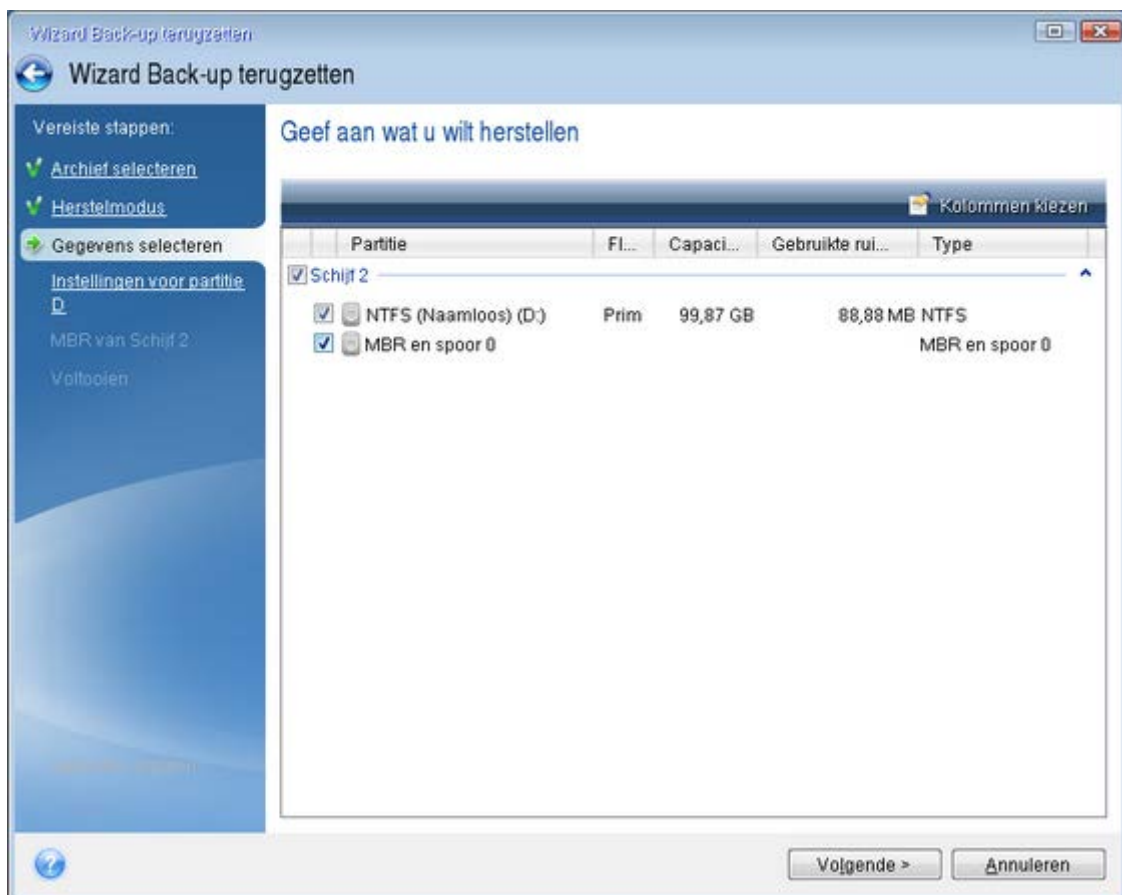 Wizard Back-up terugzetten
Wizard Back-up terugzetten
Vereiste stappen:
Archief selecteren
Herstelmodus
Gegevens selecteren
Instellingen voor partitie
D
MBR van Schijf 2
Voltooien
Geef aan wat u wilt herstellen
Kolommen kiezen
Partitie Fl... Capaci... Gebruikte rui... Type
Schijf 2
NTFS (Naamloos) (D:) Prim 99,87 GB 88,88 MB NTFS
MBR en spoor 0 MBR en spoor 0
Volgende > Annuleren